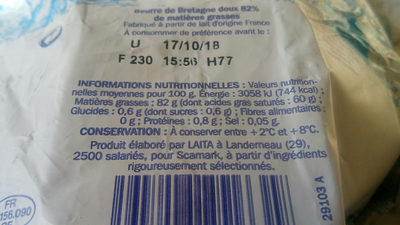 Beurre de Bretagne doux 82%
de matières grasses
Fabriqué à partir de lait d'origine France
À consommer de préférence avant le :
U 17/10/18
F 230 15:56 H77
INFORMATIONS NUTRITIONNELLES : Valeurs nutrition-
nelles moyennes pour 100 g. Énergie : 3058 kJ (744 kcal) ;
Matières grasses : 82 g (dont acides gras saturés : 60 g) ;
Glucides : 0,6 g (dont sucres : 0,6 g) ; Fibres alimentaires :
0 g ; Protéines : 0,8 g ; Sel : 0,05 g.
CONSERVATION : À conserver entre + 2°C et + 8°C.
Produit élaboré par LAITA à Landerneau (29),
2500 salariés, pour Scamark, à partir d'ingrédients
rigoureusement sélectionnés.
29103 A
FR
156.090